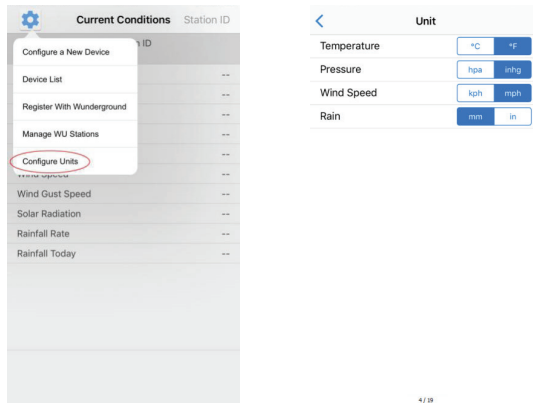 Current Conditions Station ID
n ID
Configure a New Device
Device List --
--
Register With Wunderground --
Manage WU Stations --
Configure Units --
Wind Speed --
Wind Gust Speed --
Solar Radiation --
Rainfall Rate --
Rainfall Today --
Unit
Temperature °C °F
Pressure hpa inhg
Wind Speed kph mph
Rain mm in
4 / 19